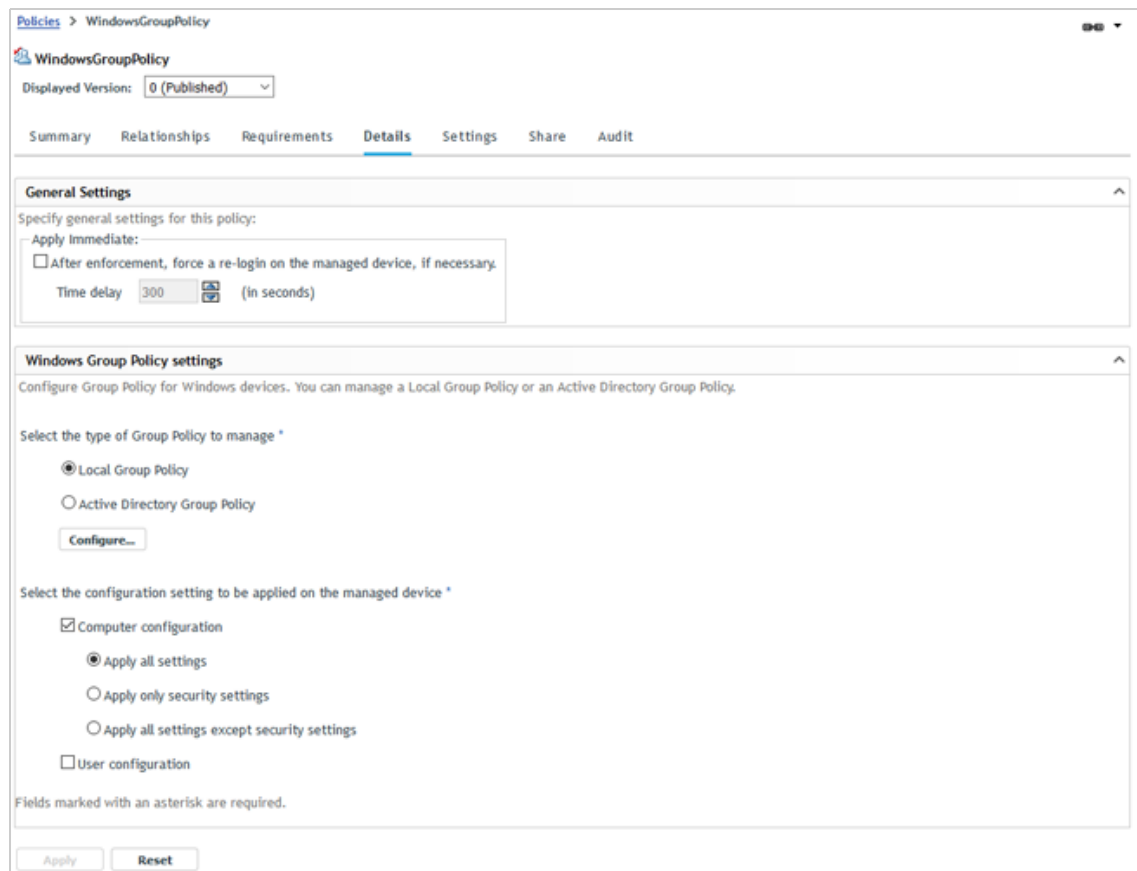 Policies > WindowsGroupPolicy
WindowsGroupPolicy
Displayed Version: 0 (Published)
Summary Relationships Requirements Details Settings Share Audit
General Settings
Specify general settings for this policy:
Apply Immediate:
After enforcement, force a re-login on the managed device, if necessary.
Time delay 300 (in seconds)
Windows Group Policy settings
Configure Group Policy for Windows devices. You can manage a Local Group Policy or an Active Directory Group Policy.
Select the type of Group Policy to manage *
Local Group Policy
Active Directory Group Policy
Configure...
Select the configuration setting to be applied on the managed device *
Computer configuration
Apply all settings
Apply only security settings
Apply all settings except security settings
User configuration
Fields marked with an asterisk are required.
Apply Reset